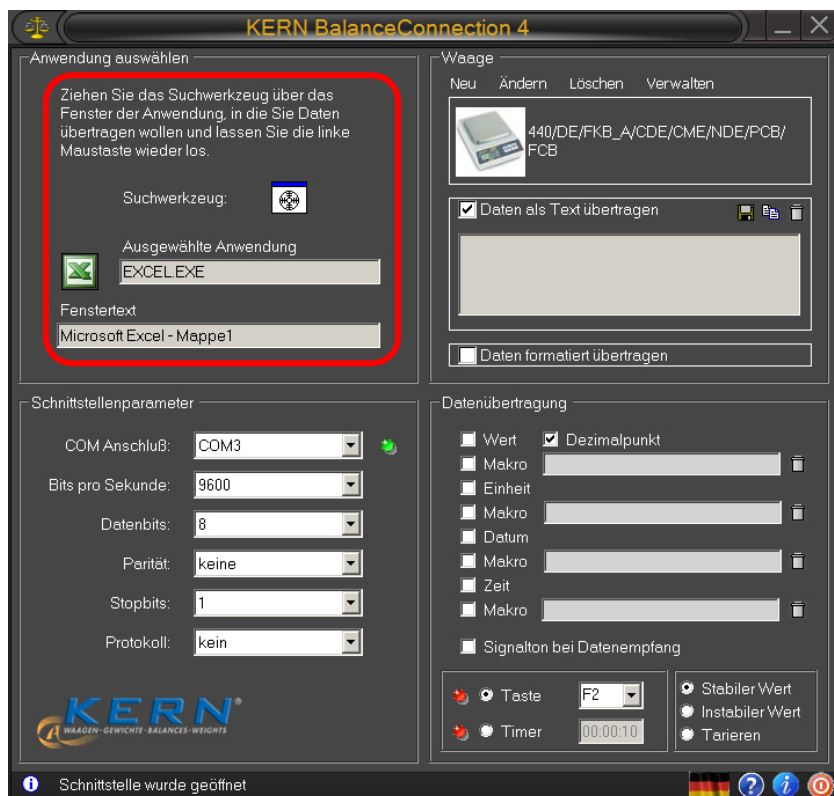 KERN BalanceConnection 4
Anwendung auswählen
Ziehen Sie das Suchwerkzeug über das
Fenster der Anwendung, in die Sie Daten
übertragen wollen und lassen Sie die linke
Maustaste wieder los.
Suchwerkzeug:
Ausgewählte Anwendung
EXCEL.EXE
Fenstertext
Microsoft Excel - Mappe1
Waage
Neu Ändern Löschen Verwalten
440/DE/FKB_A/CDE/CME/NDE/PCB/
FCB
Daten als Text übertragen
Daten formatiert übertragen
Schnittstellenparameter
COM Anschluß: COM3
Bits pro Sekunde: 9600
Datenbits: 8
Parität: keine
Stopbits: 1
Protokoll: kein
KERN®
WAAGEN·GEWICHTE·BALANCES·WEIGHTS
Datenübertragung
Wert Dezimalpunkt
Makro
Einheit
Makro
Datum
Makro
Zeit
Makro
Signalton bei Datenempfang
Taste F2
Timer 00:00:10
Stabiler Wert
Instabiler Wert
Tarieren
Schnittstelle wurde geöffnet